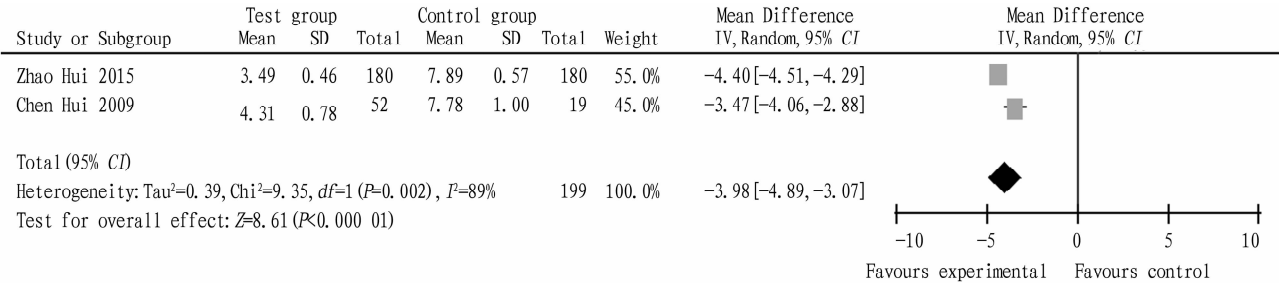 Test group Control group Mean Difference Mean Difference
Study or Subgroup Mean SD Total Mean SD Total Weight IV, Random, 95% CI IV, Random, 95% CI
Zhao Hui 2015 3.49 0.46 180 7.89 0.57 180 55.0% -4.40[-4.51,-4.29]
Chen Hui 2009 4.31 0.78 52 7.78 1.00 19 45.0% -3.47[-4.06,-2.88]
Total(95% CI)
Heterogeneity:Tau²=0.39,Chi²=9.35,df=1(P=0.002),I²=89% 199 100.0% -3.98[-4.89,-3.07]
Test for overall effect:Z=8.61(P<0.000 01)
-10 -5 0 5 10
Favours experimental Favours control